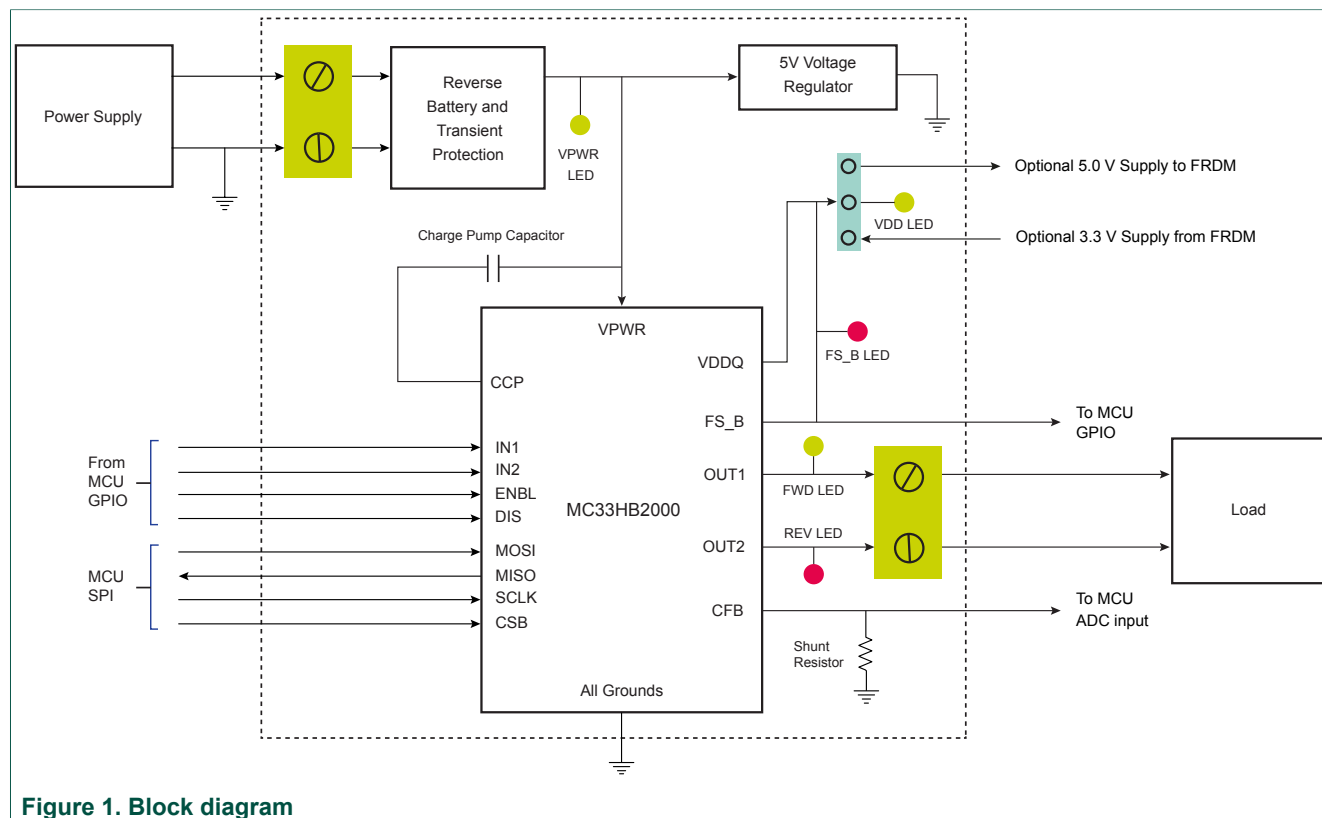 Power Supply
Reverse
Battery and
Transient
Protection
VPWR
LED
5V Voltage
Regulator
Optional 5.0 V Supply to FRDM
VDD LED
Optional 3.3 V Supply from FRDM
Charge Pump Capacitor
VPWR
VDDQ
FS_B LED
CCP
FS_B
To MCU
GPIO
From
MCU
GPIO
IN1
IN2
ENBL
DIS
MCU
SPI
MOSI
MISO
SCLK
CSB
MC33HB2000
OUT1
FWD LED
OUT2
REV LED
Load
CFB
To MCU
ADC input
Shunt
Resistor
All Grounds
Figure 1. Block diagram